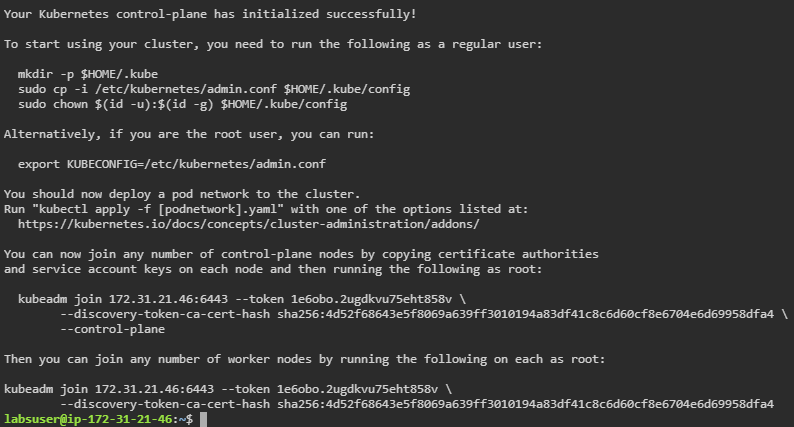 Your Kubernetes control-plane has initialized successfully!
To start using your cluster, you need to run the following as a regular user:
mkdir -p $HOME/.kube
sudo cp -i /etc/kubernetes/admin.conf $HOME/.kube/config
sudo chown $(id -u):$(id -g) $HOME/.kube/config
Alternatively, if you are the root user, you can run:
export KUBECONFIG=/etc/kubernetes/admin.conf
You should now deploy a pod network to the cluster.
Run "kubectl apply -f [podnetwork].yaml" with one of the options listed at:
https://kubernetes.io/docs/concepts/cluster-administration/addons/
You can now join any number of control-plane nodes by copying certificate authorities
and service account keys on each node and then running the following as root:
kubeadm join 172.31.21.46:6443 --token 1e6obo.2ugdkvu75eht858v \
--discovery-token-ca-cert-hash sha256:4d52f68643e5f8069a639ff3010194a83df41c8c6d60cf8e6704e6d69958dfa4 \
--control-plane
Then you can join any number of worker nodes by running the following on each as root:
kubeadm join 172.31.21.46:6443 --token 1e6obo.2ugdkvu75eht858v \
--discovery-token-ca-cert-hash sha256:4d52f68643e5f8069a639ff3010194a83df41c8c6d60cf8e6704e6d69958dfa4
labsuser@ip-172-31-21-46:~$